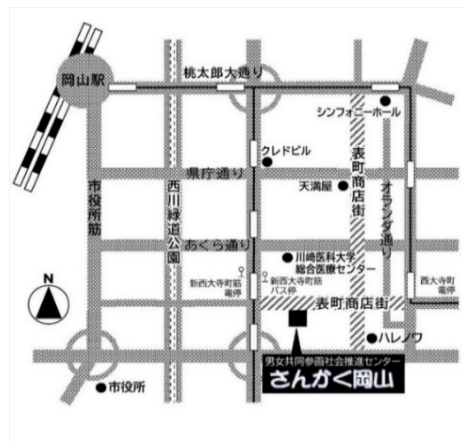 桃太郎大通り
岡山駅
シンフォニーホール
クレドビル
県庁通り
表町商店街
天満屋
オランダ通り
市役所筋
西川緑道公園
あくら通り
川崎医科大学
総合医療センター
新西大寺町筋
電停
新西大寺町筋
バス停
西大寺町
電停
N
表町商店街
ハレノワ
男女共同参画社会推進センター
さんかく岡山
市役所